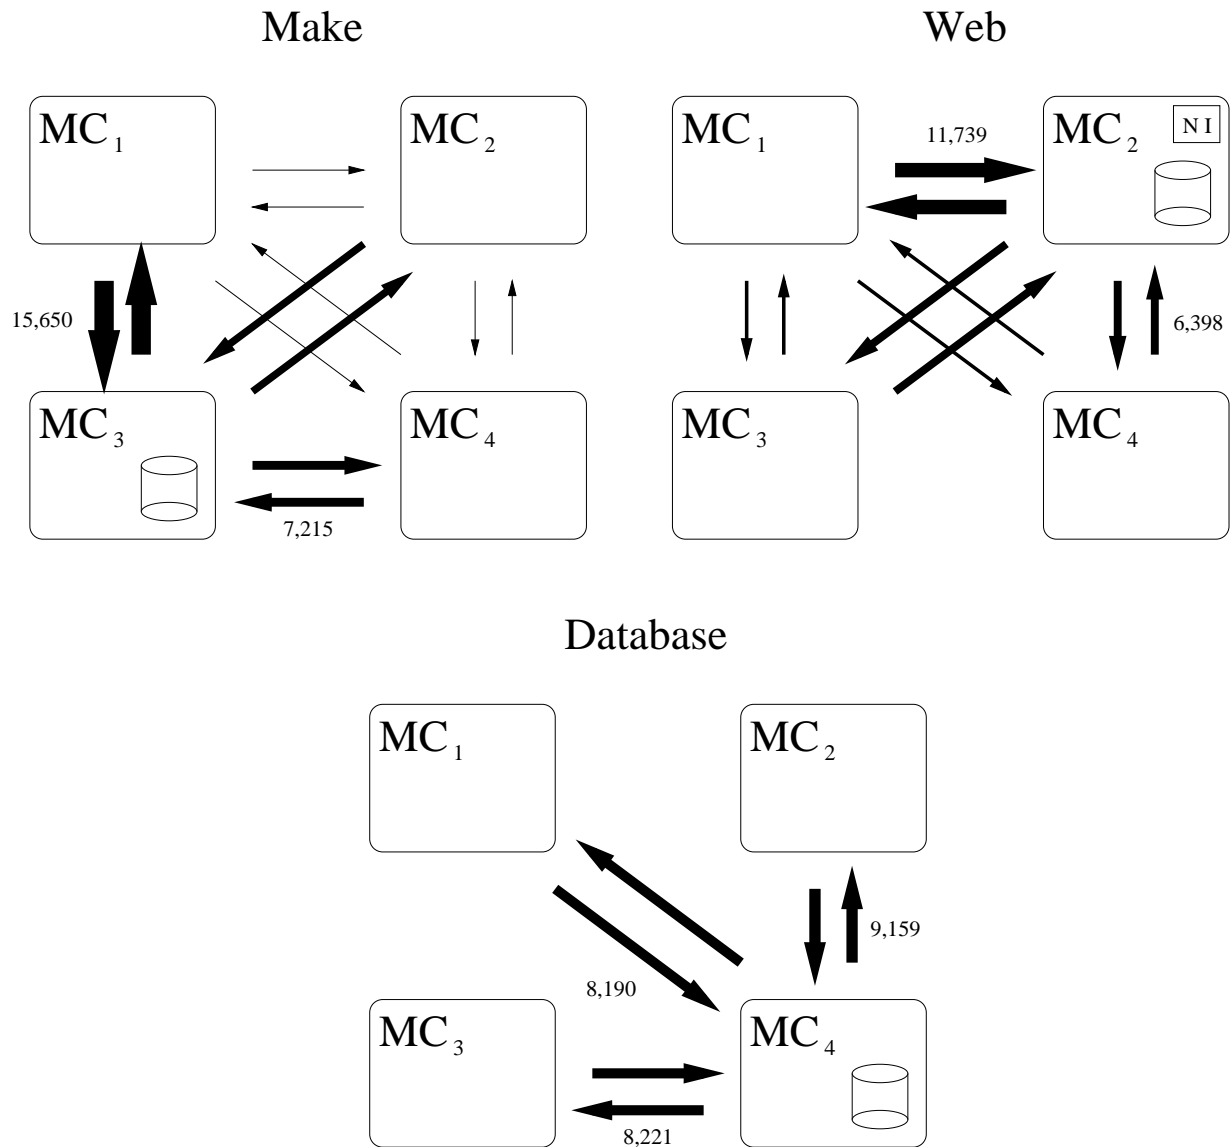 Make
MC1
MC2
15,650
MC3
MC4
7,215
Web
MC1
11,739
MC2
N I
6,398
MC3
MC4
Database
MC1
MC2
9,159
8,190
MC3
MC4
8,221